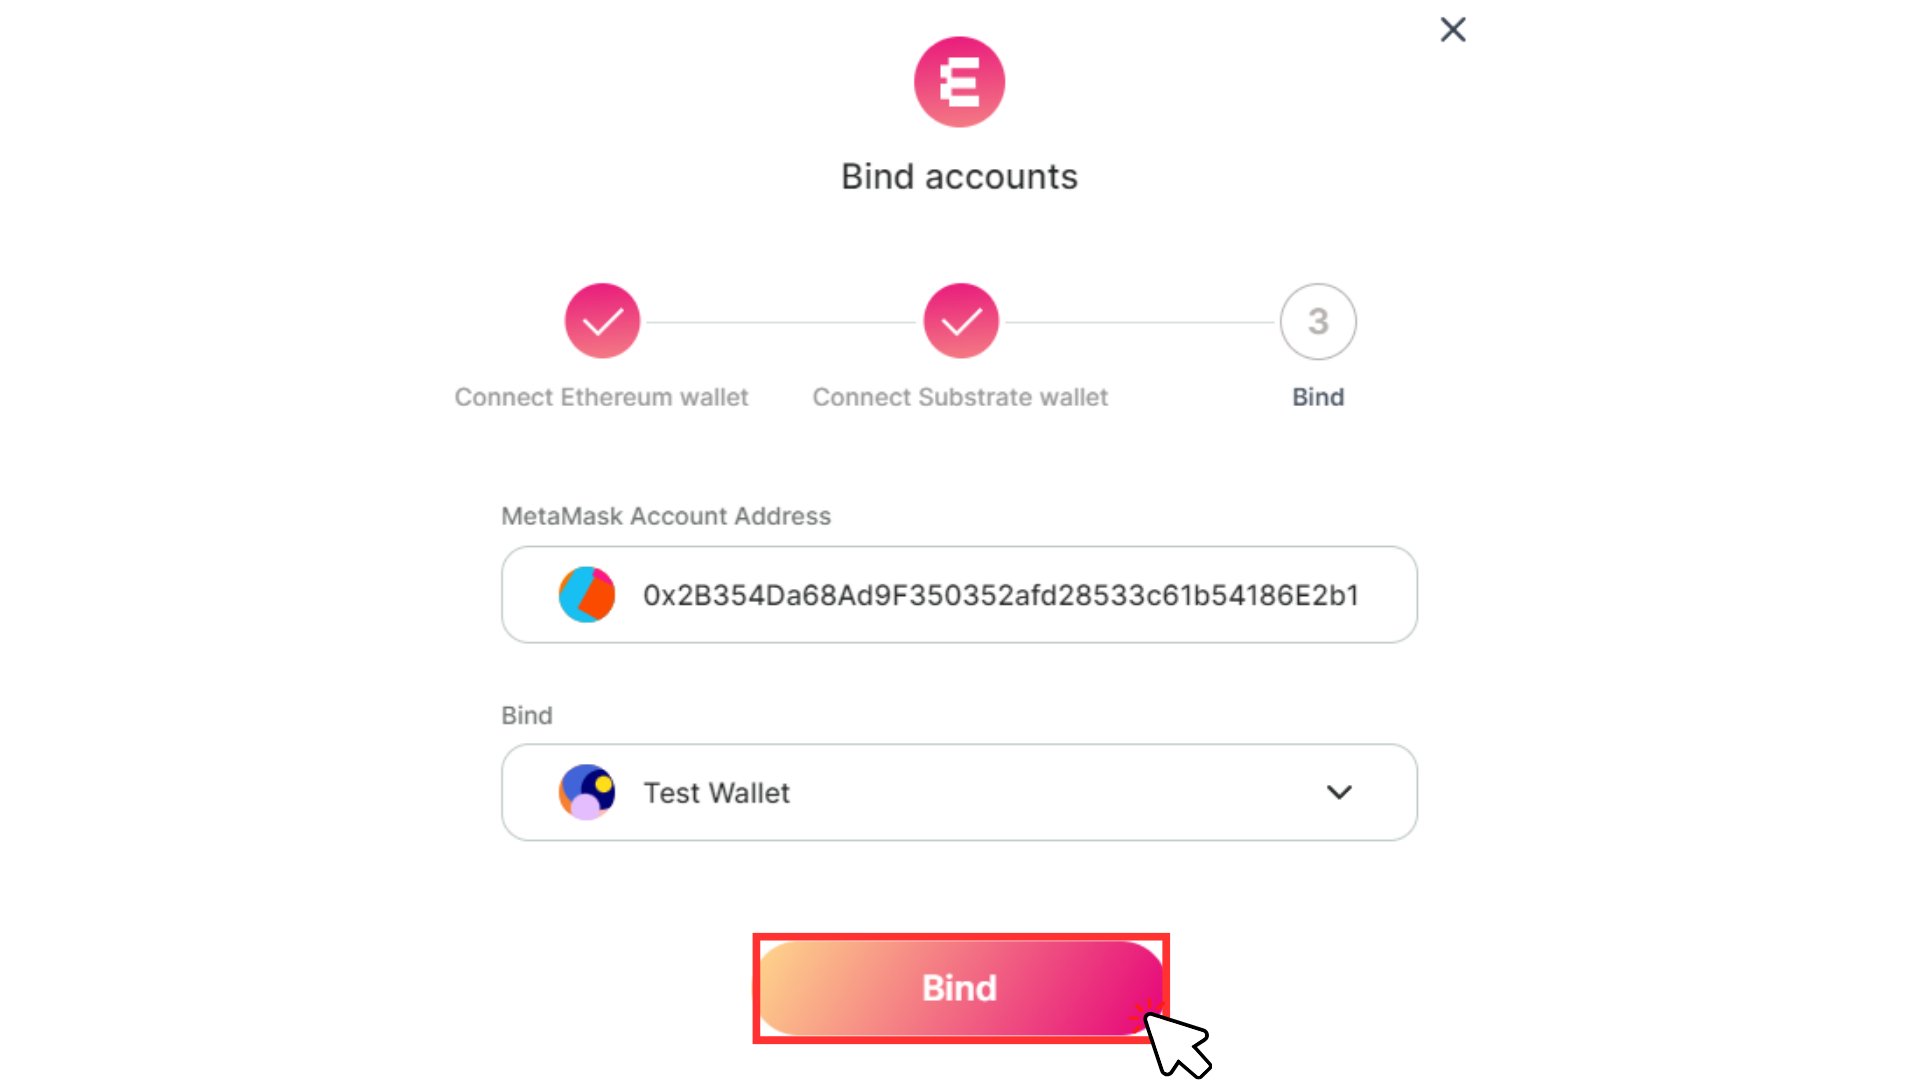 Bind accounts
3
Connect Ethereum wallet
Connect Substrate wallet
Bind
MetaMask Account Address
0x2B354Da68Ad9F350352afd28533c61b54186E2b1
Bind
Test Wallet
Bind